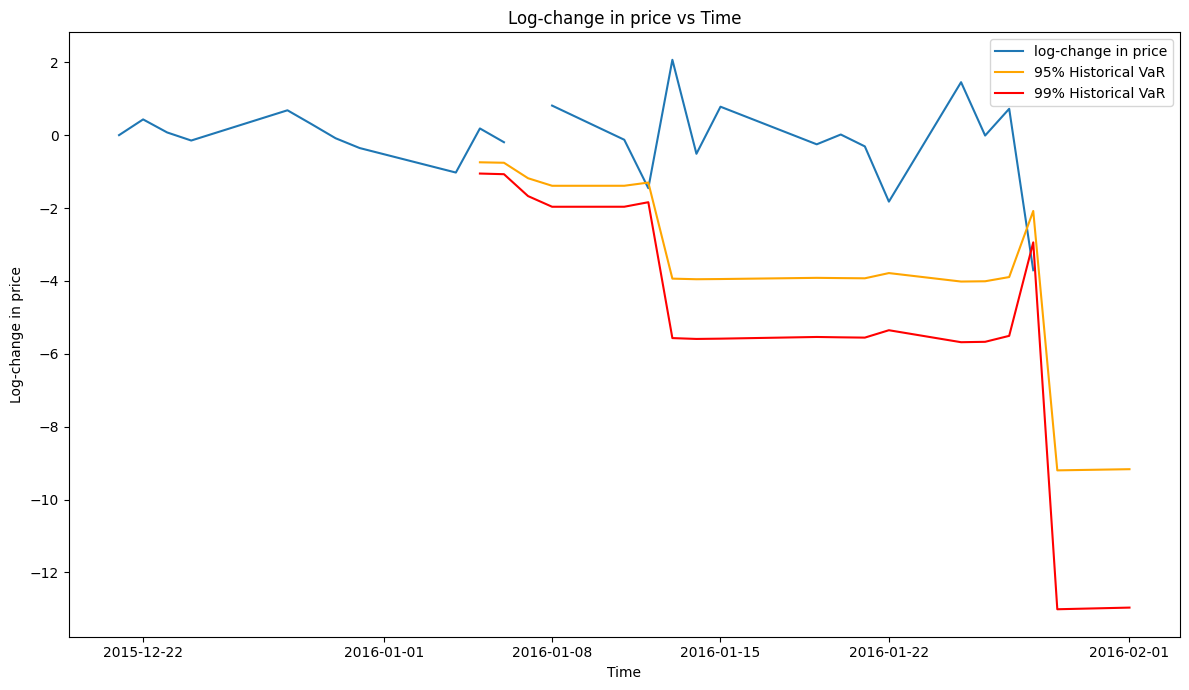 Log-change in price vs Time
log-change in price
95% Historical VaR
99% Historical VaR
Log-change in price
2
0
−2
−4
−6
−8
−10
−12
2015-12-22
2016-01-01
2016-01-08
2016-01-15
2016-01-22
2016-02-01
Time